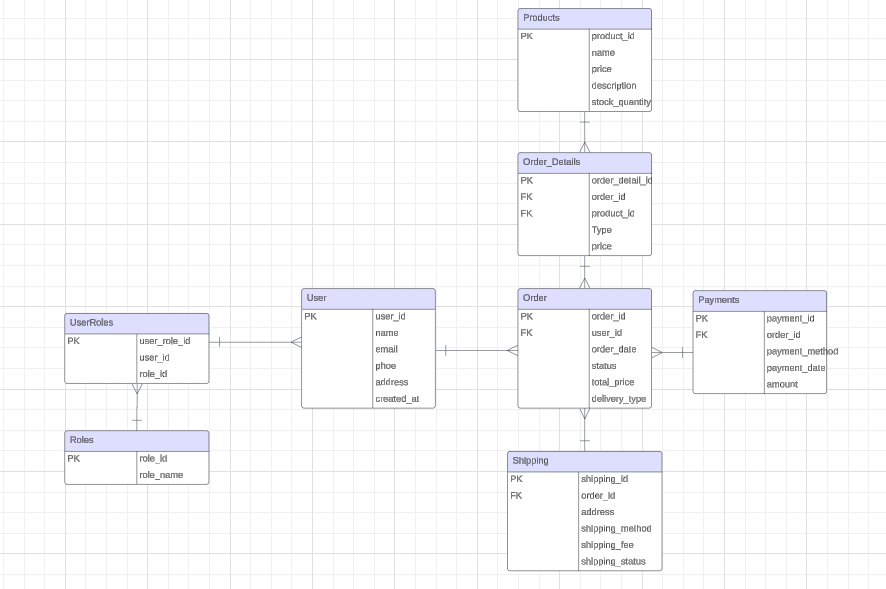 Products
PK product_id
name
price
description
stock_quantity
Order_Details
PK order_detail_id
FK order_id
FK product_id
Type
price
User
PK user_id
name
email
phoe
address
created_at
Order
PK order_id
FK user_id
order_date
status
total_price
delivery_type
Payments
PK payment_id
FK order_id
payment_method
payment_date
amount
UserRoles
PK user_role_id
user_id
role_id
Roles
PK role_id
role_name
Shipping
PK shipping_id
FK order_id
address
shipping_method
shipping_fee
shipping_status